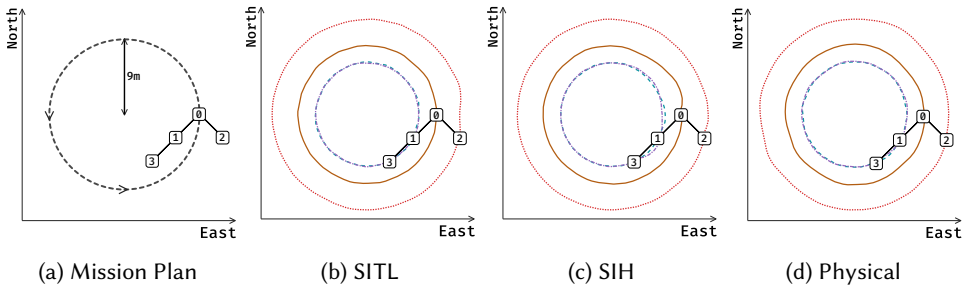 North
9m
0
1
2
3
East
(a) Mission Plan
North
0
1
2
3
East
(b) SITL
North
0
1
2
3
East
(c) SIH
North
0
1
2
3
East
(d) Physical